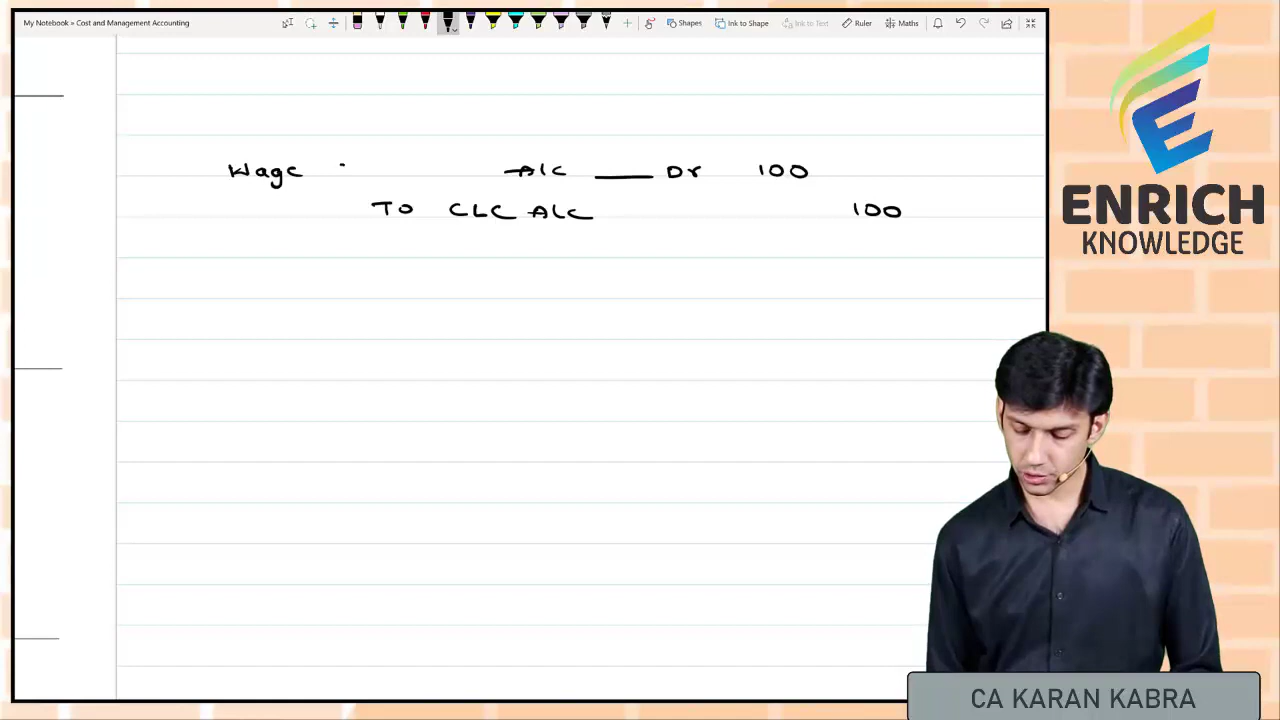 My Notebook » Cost and Management Accounting
Shapes Ink to Shape Ink to Text Ruler Maths
Wage A/c ___ Dr 100
To CLC A/c 100
ENRICH
KNOWLEDGE
CA KARAN KABRA